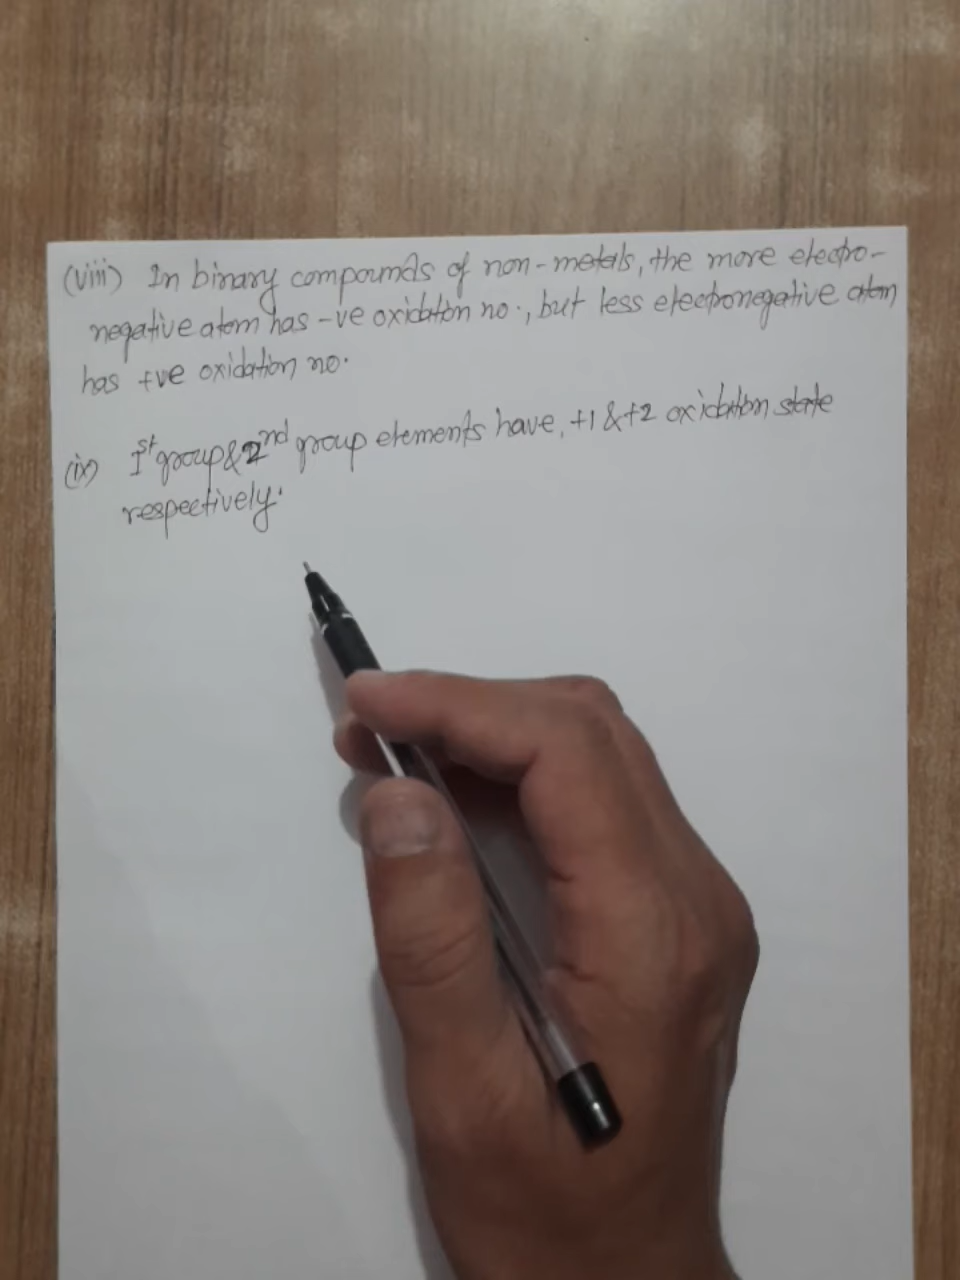 (viii) In binary compounds of non-metals, the more electro-
negative atom has -ve oxidation no., but less electronegative atom
has +ve oxidation no.
(ix) Ist group & 2nd group elements have, +1 & +2 oxidation state
respectively.